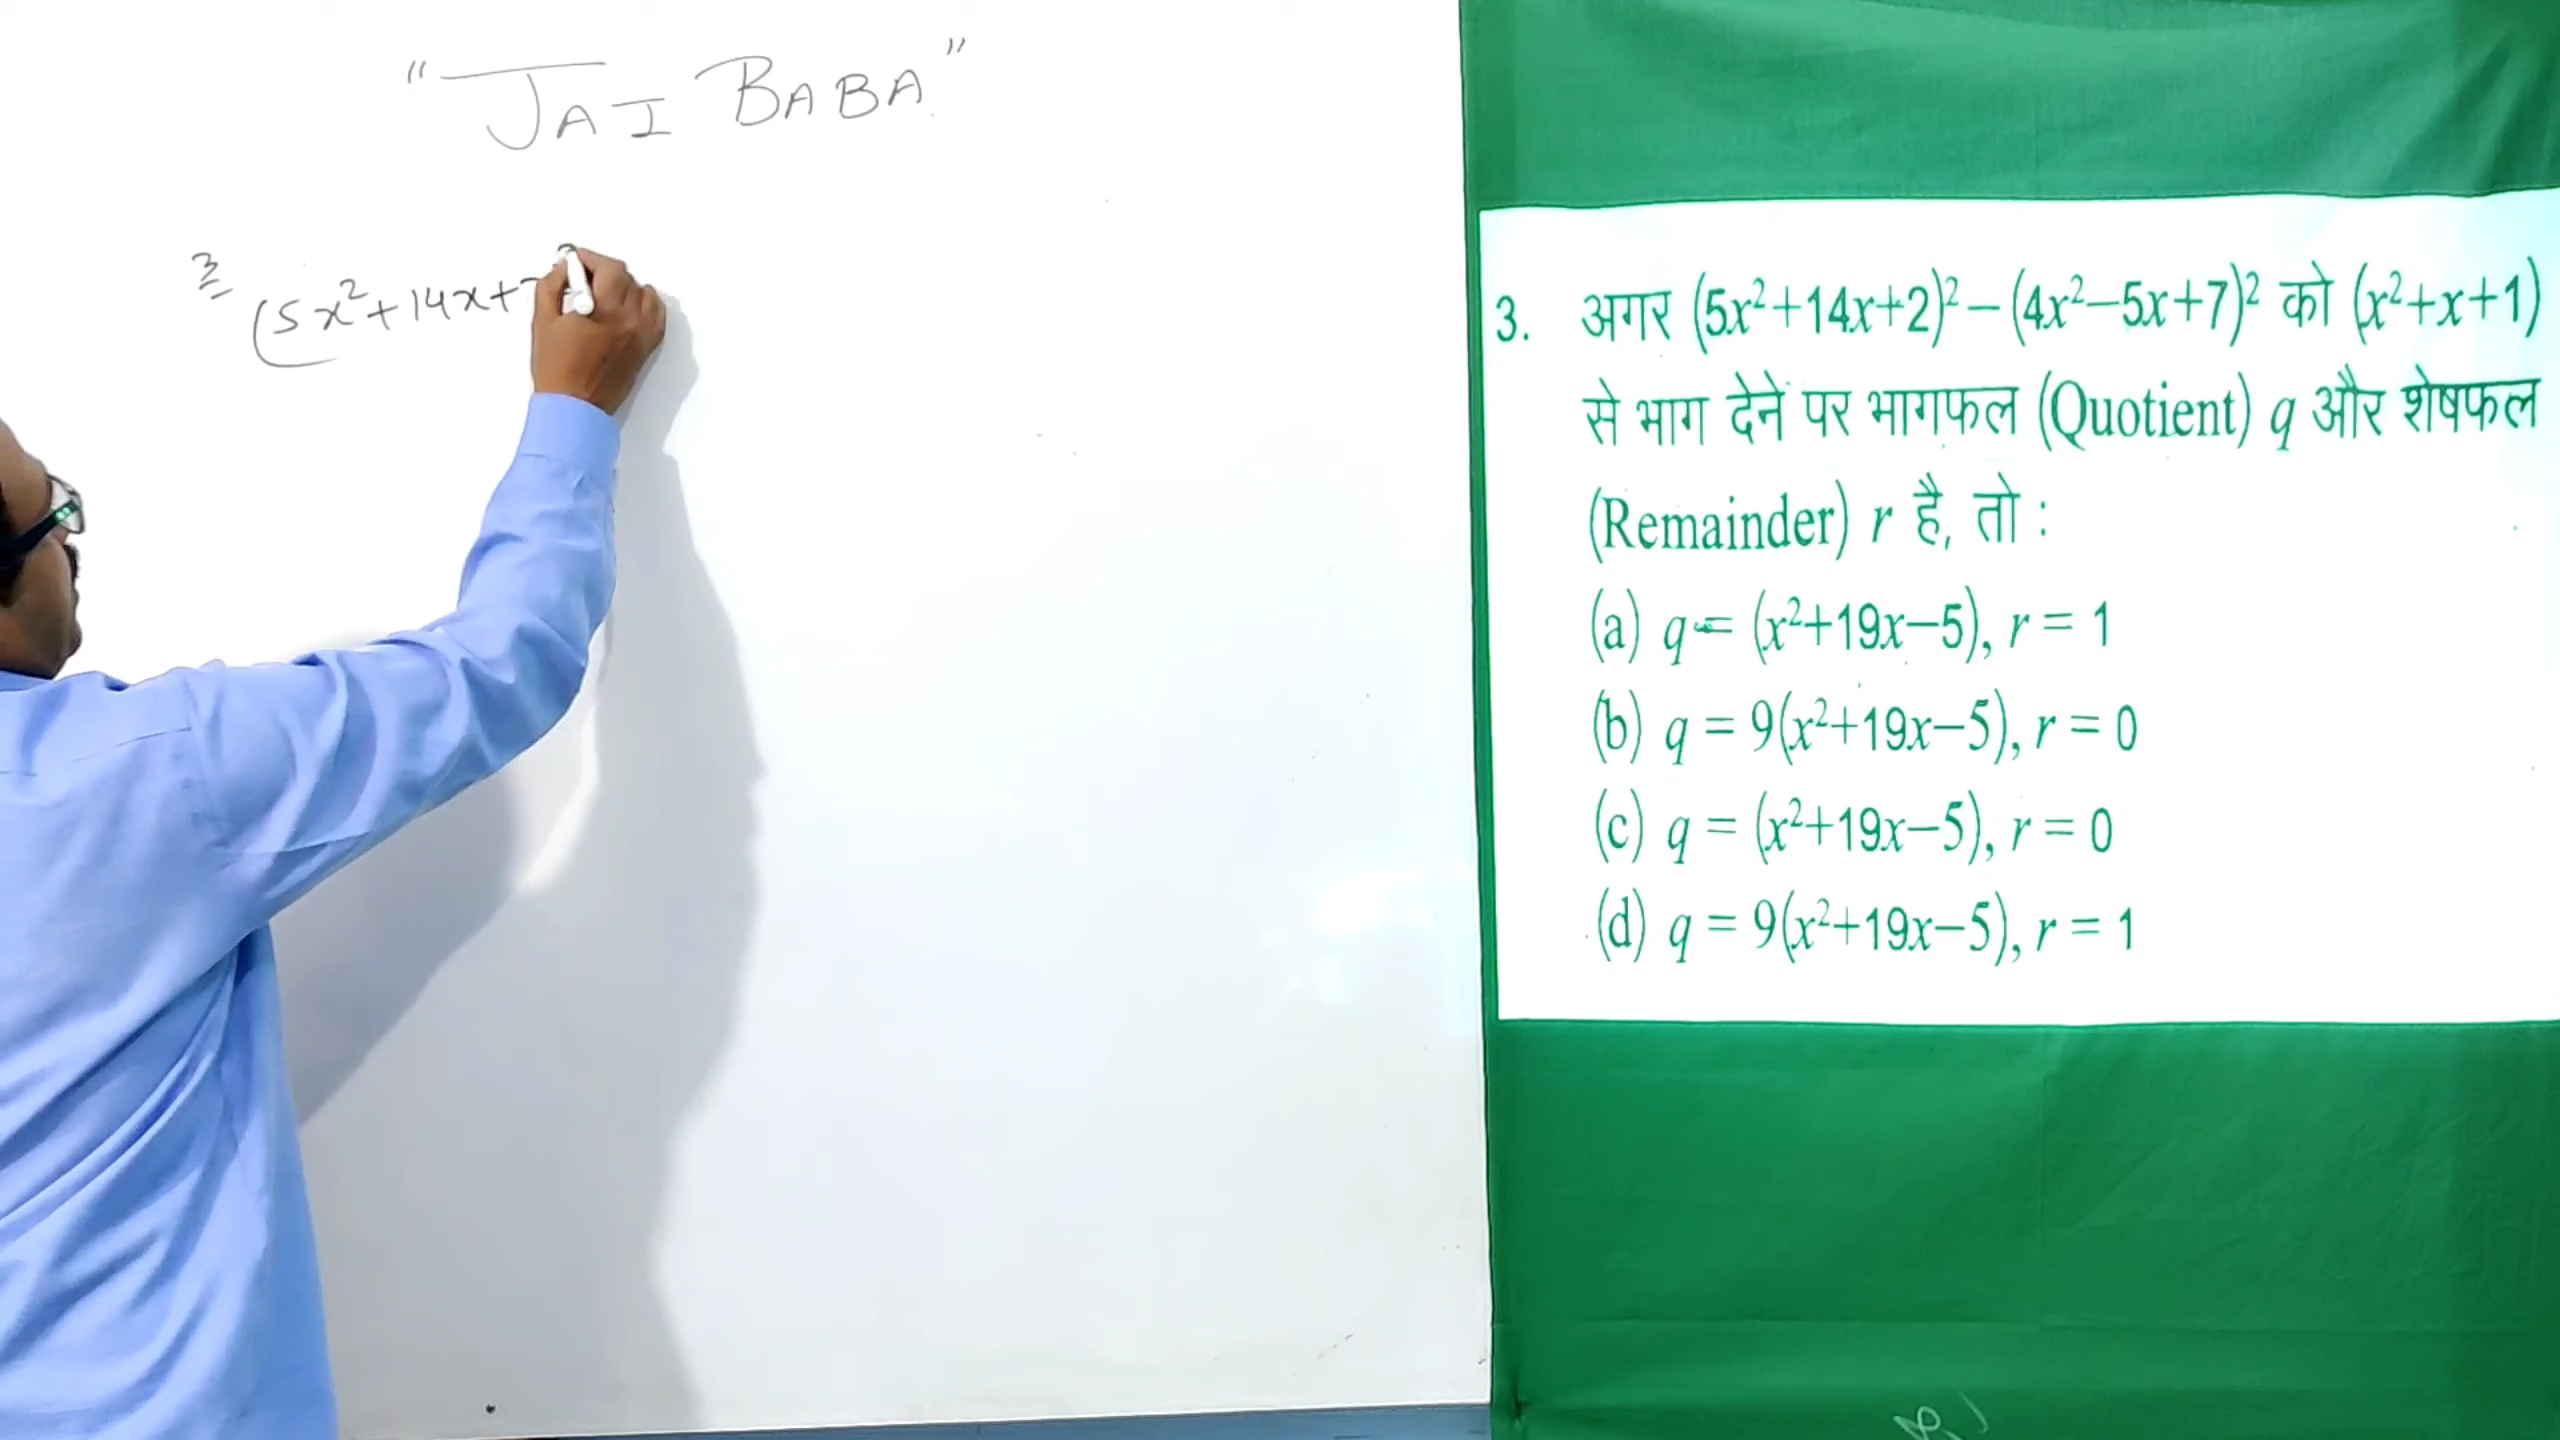 "JAI BABA"
3 (5x²+14x+
3. अगर (5x²+14x+2)²−(4x²−5x+7)² को (x²+x+1)
से भाग देने पर भागफल (Quotient) q और शेषफल
(Remainder) r है, तो :
(a) q = (x²+19x−5), r = 1
(b) q = 9(x²+19x−5), r = 0
(c) q = (x²+19x−5), r = 0
(d) q = 9(x²+19x−5), r = 1